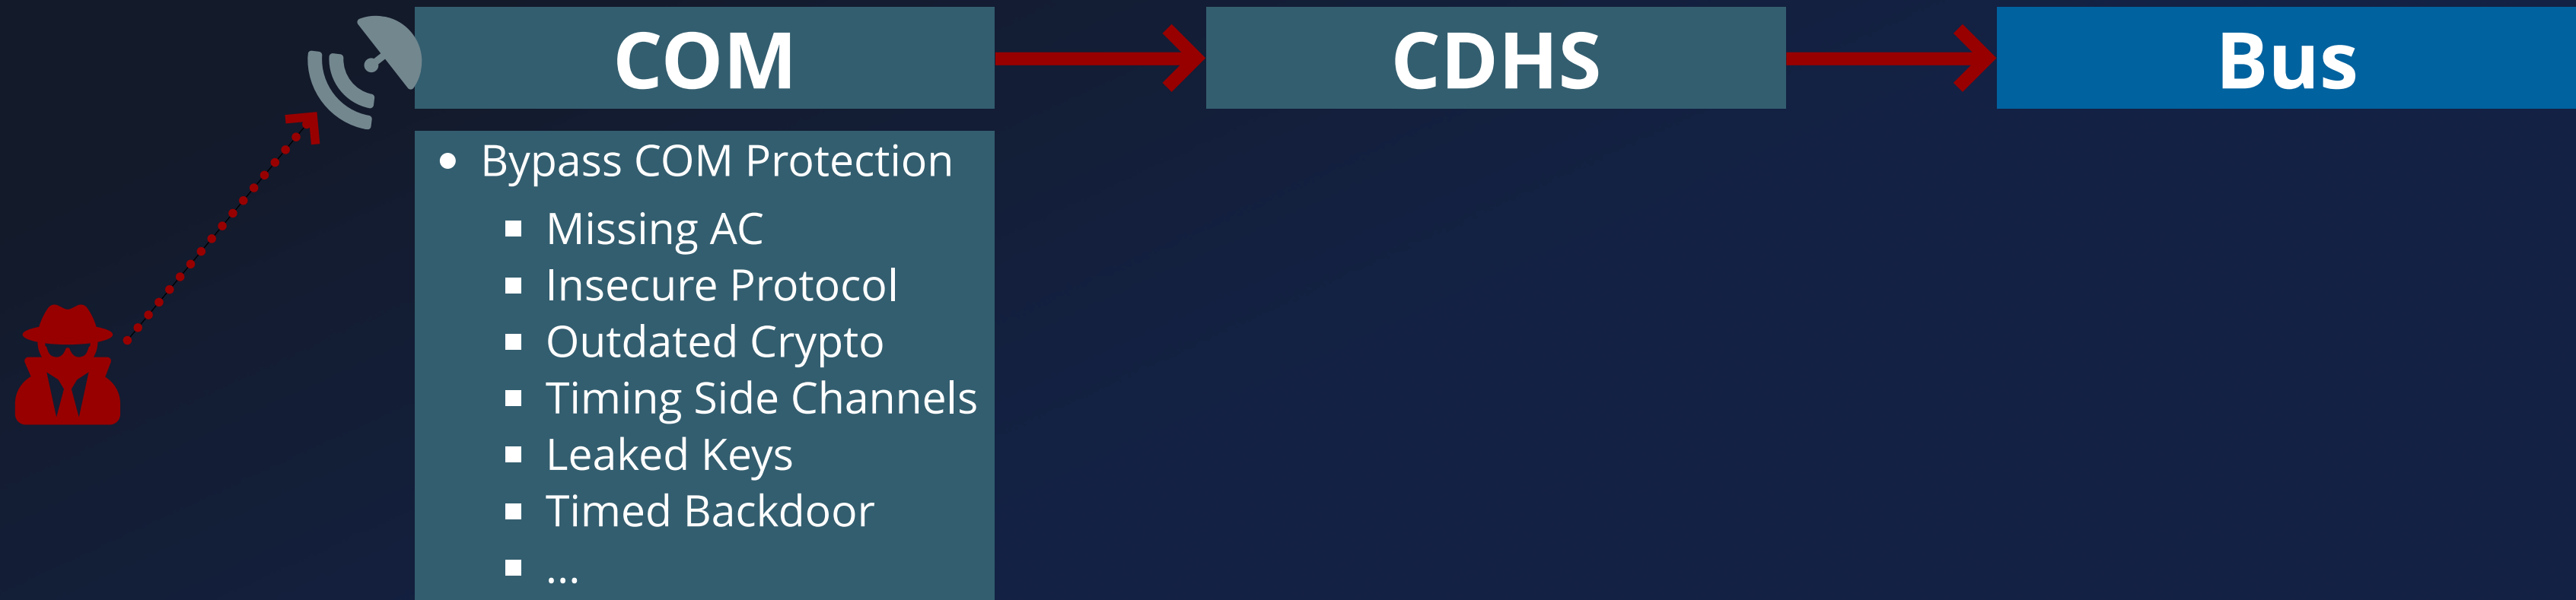 COM
CDHS
Bus
• Bypass COM Protection
▪ Missing AC
▪ Insecure Protocol
▪ Outdated Crypto
▪ Timing Side Channels
▪ Leaked Keys
▪ Timed Backdoor
▪ ...